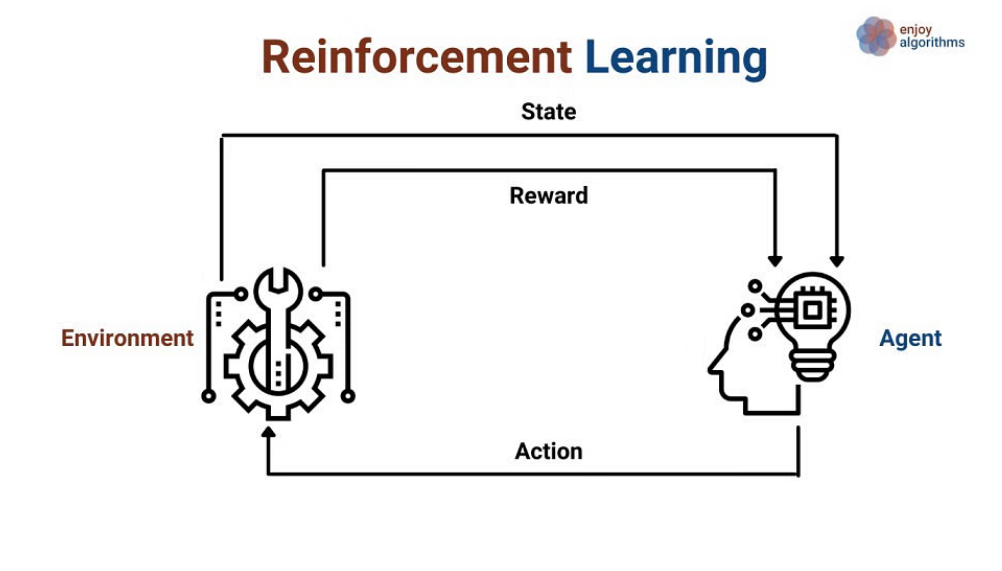 enjoy
algorithms
Reinforcement Learning
State
Reward
Environment
Agent
Action